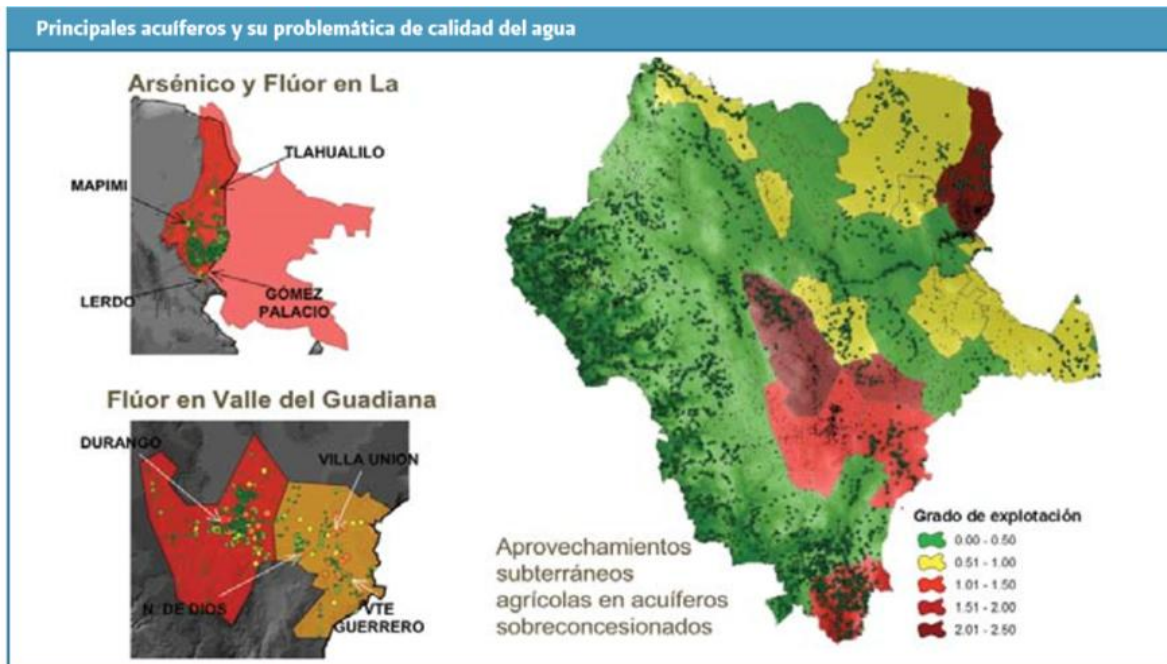 Principales acuíferos y su problemática de calidad del agua
Arsénico y Flúor en La
TLAHUALILO
MAPIMI
LERDO
GÓMEZ
PALACIO
Flúor en Valle del Guadiana
DURANGO
VILLA UNION
N. DE DIOS
VTE
GUERRERO
Aprovechamientos
subterráneos
agrícolas en acuíferos
sobreconcesionados
Grado de explotación
0.00 - 0.50
0.51 - 1.00
1.01 - 1.50
1.51 - 2.00
2.01 - 2.50